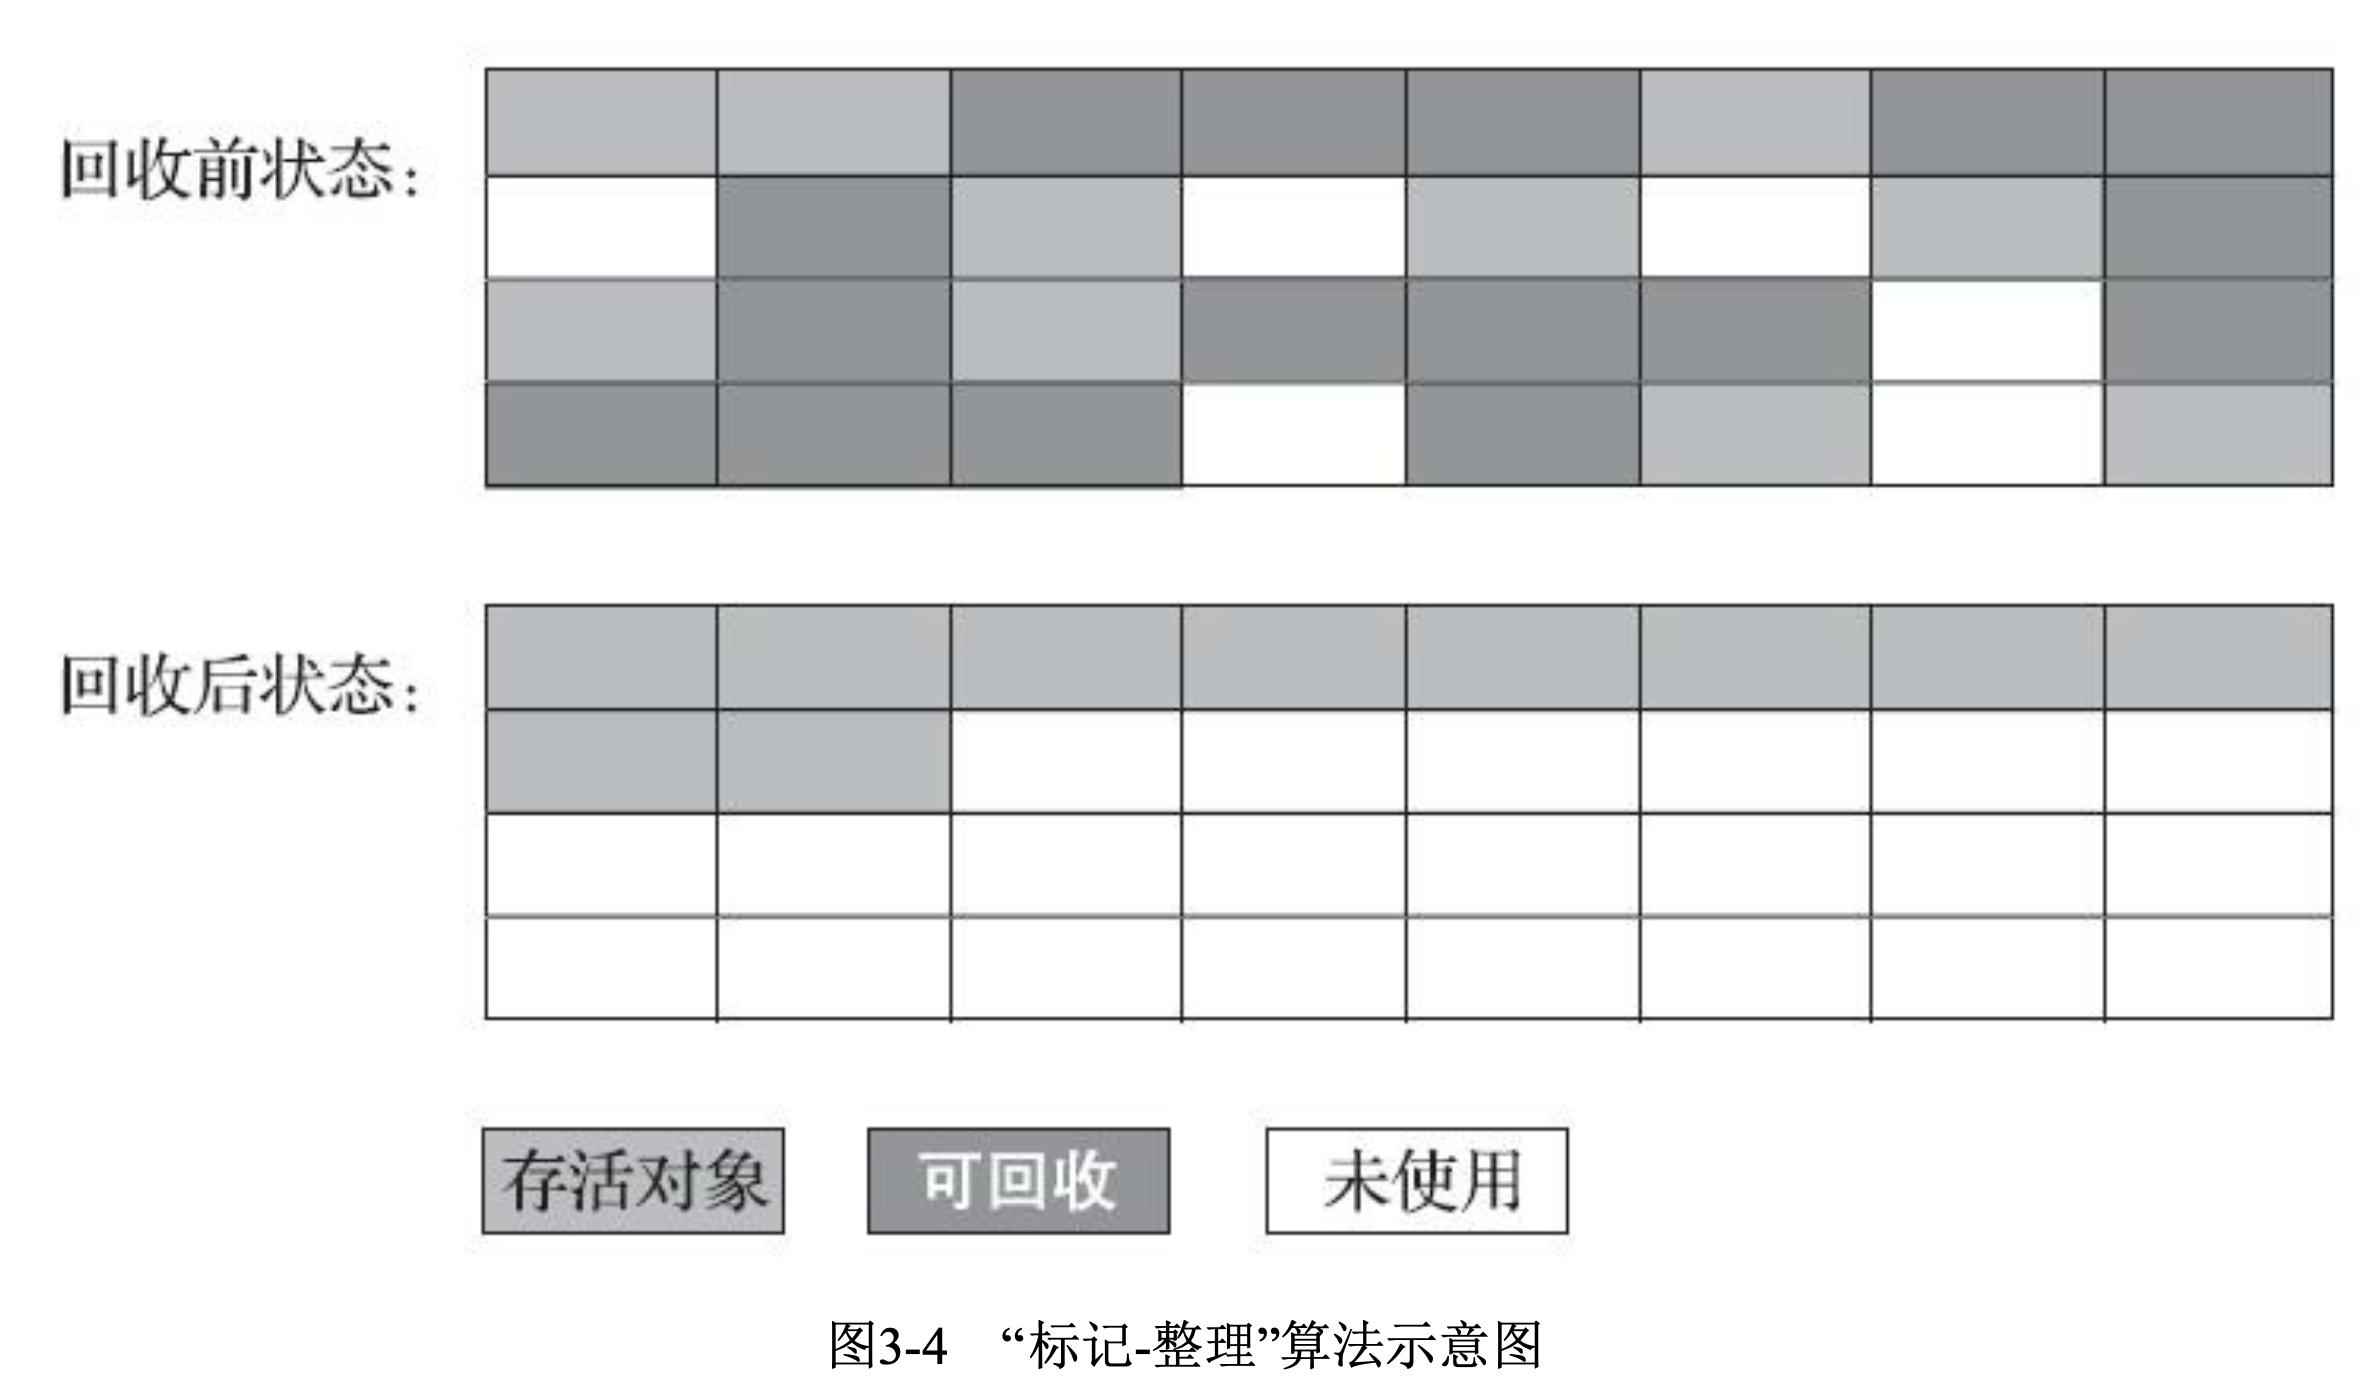 回收前状态：
回收后状态：
存活对象 可回收 未使用
图3-4 “标记-整理”算法示意图